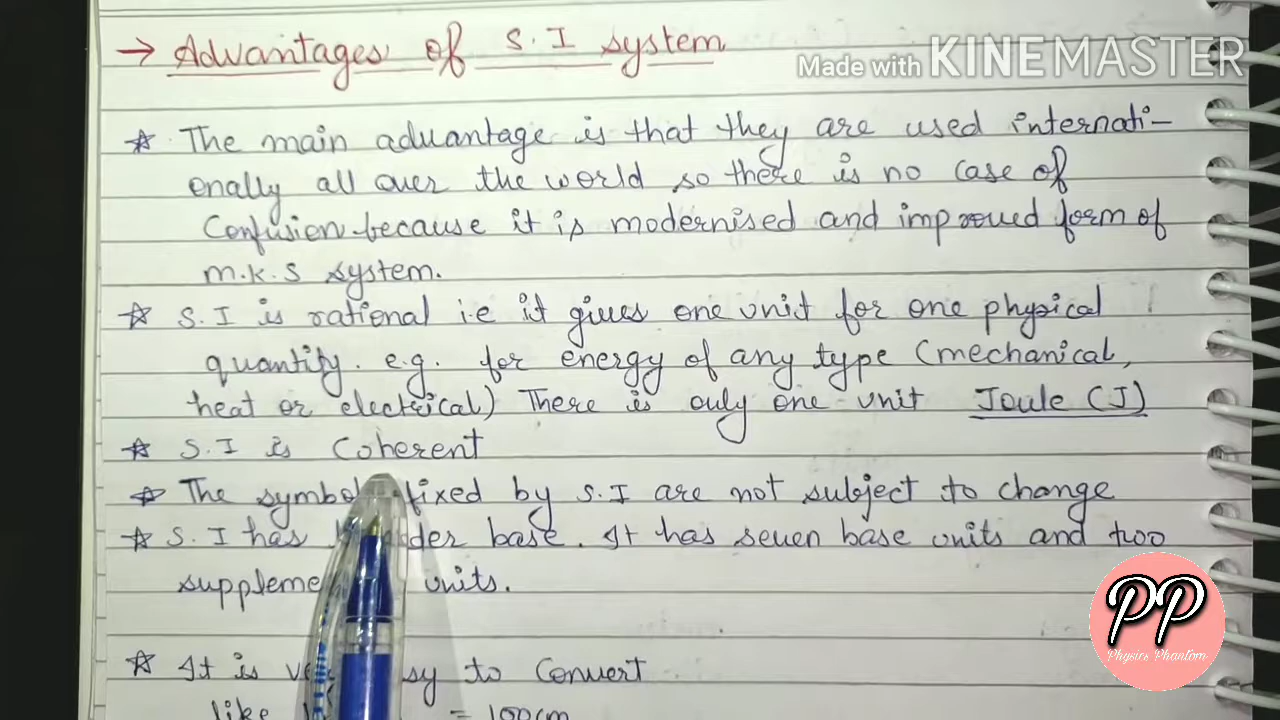 → Advantages of S.I system
Made with KINEMASTER
☆ The main advantage is that they are used internati-
onally all over the world so there is no case of
Confusion because it is modernised and improved form of
M.K.S system.
☆ S.I is rational i.e it gives one unit for one physical
quantity. e.g. for energy of any type (mechanical,
heat or electrical) There is only one unit Joule (J)
☆ S.I is Coherent
☆ The symbol fixed by S.I are not subject to change
☆ S.I has base. It has seven base units and two
units.
PP
Physics Phantom
☆ It is to Convert
like = 100cm